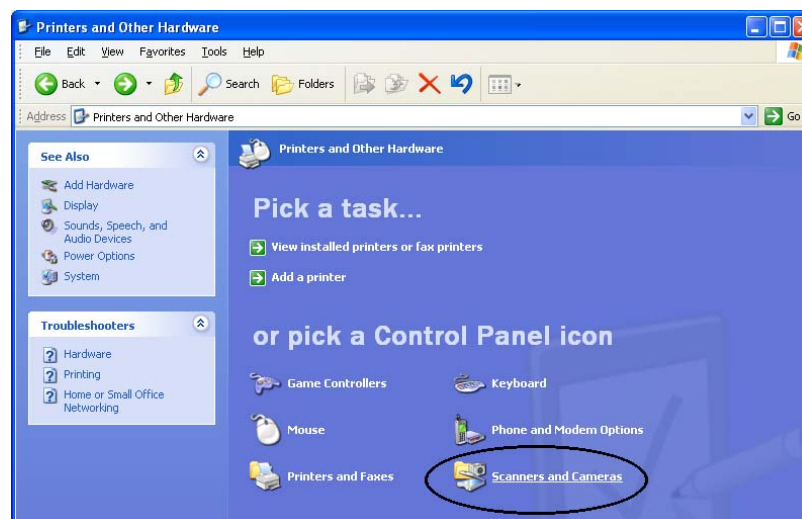 Printers and Other Hardware
File Edit View Favorites Tools Help
Back Search Folders
Address Printers and Other Hardware Go
See Also
Add Hardware
Display
Sounds, Speech, and
Audio Devices
Power Options
System
Troubleshooters
Hardware
Printing
Home or Small Office
Networking
Printers and Other Hardware
Pick a task...
View installed printers or fax printers
Add a printer
or pick a Control Panel icon
Game Controllers Keyboard
Mouse Phone and Modem Options
Printers and Faxes Scanners and Cameras